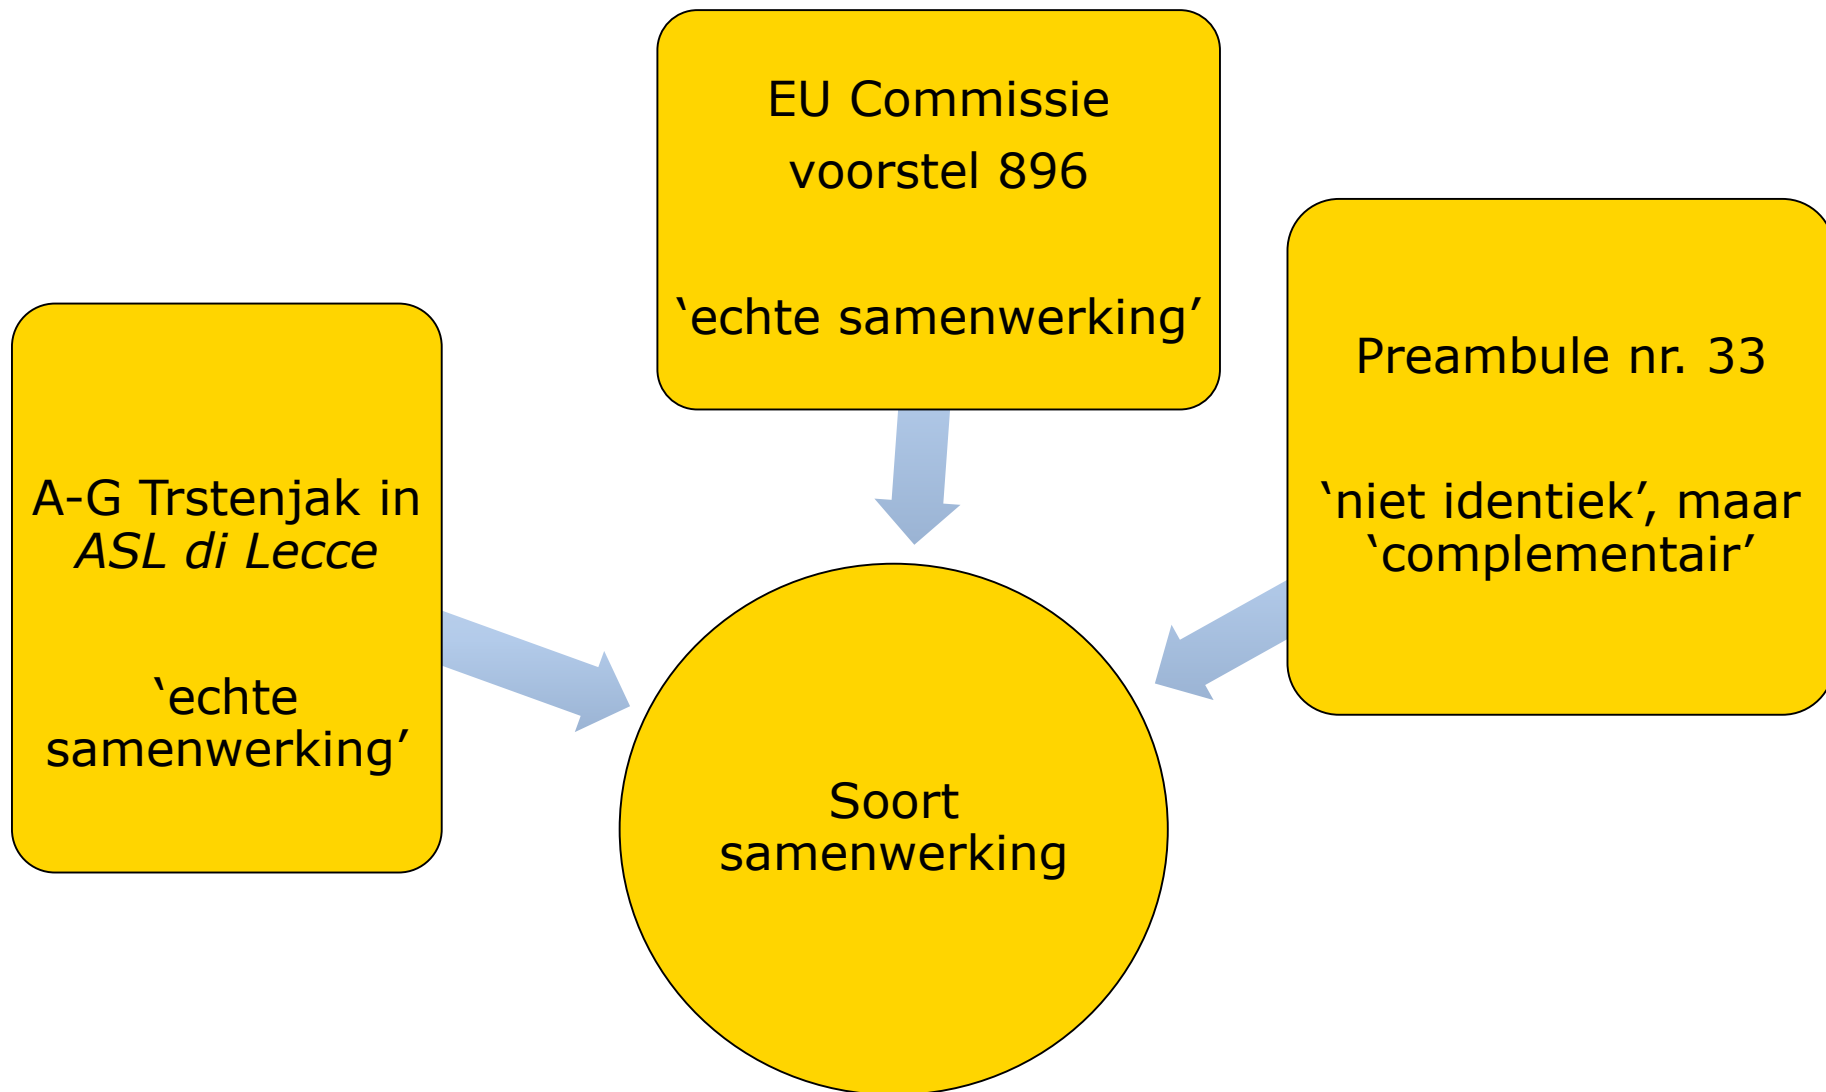 A-G Trstenjak in
ASL di Lecce
‘echte
samenwerking’
EU Commissie
voorstel 896
‘echte samenwerking’
Preambule nr. 33
‘niet identiek’, maar
‘complementair’
Soort
samenwerking